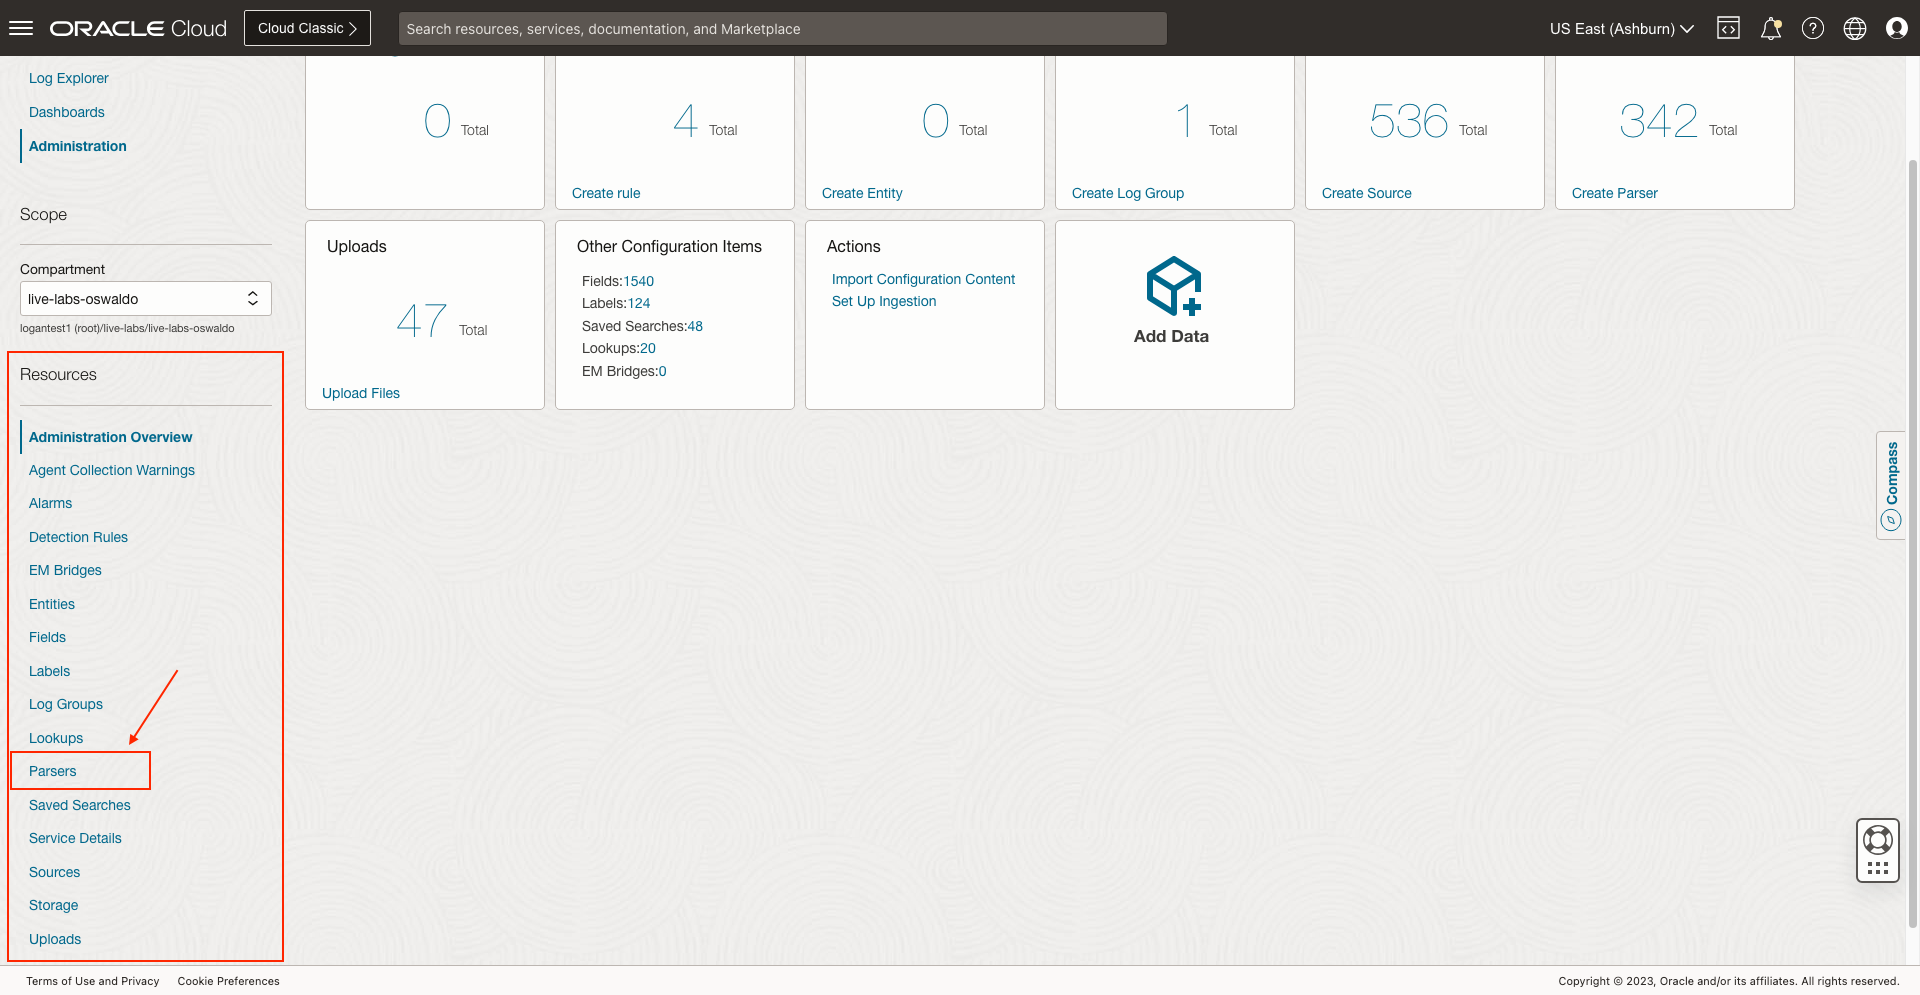 ORACLE Cloud
Cloud Classic
Search resources, services, documentation, and Marketplace
US East (Ashburn)
Log Explorer
Dashboards
Administration
Scope
Compartment
live-labs-oswaldo
logantest1 (root)/live-labs/live-labs-oswaldo
Resources
Administration Overview
Agent Collection Warnings
Alarms
Detection Rules
EM Bridges
Entities
Fields
Labels
Log Groups
Lookups
Parsers
Saved Searches
Service Details
Sources
Storage
Uploads
0 Total
4 Total
Create rule
0 Total
Create Entity
1 Total
Create Log Group
536 Total
Create Source
342 Total
Create Parser
Uploads
47 Total
Upload Files
Other Configuration Items
Fields:1540
Labels:124
Saved Searches:48
Lookups:20
EM Bridges:0
Actions
Import Configuration Content
Set Up Ingestion
Add Data
Compass
Terms of Use and Privacy
Cookie Preferences
Copyright © 2023, Oracle and/or its affiliates. All rights reserved.